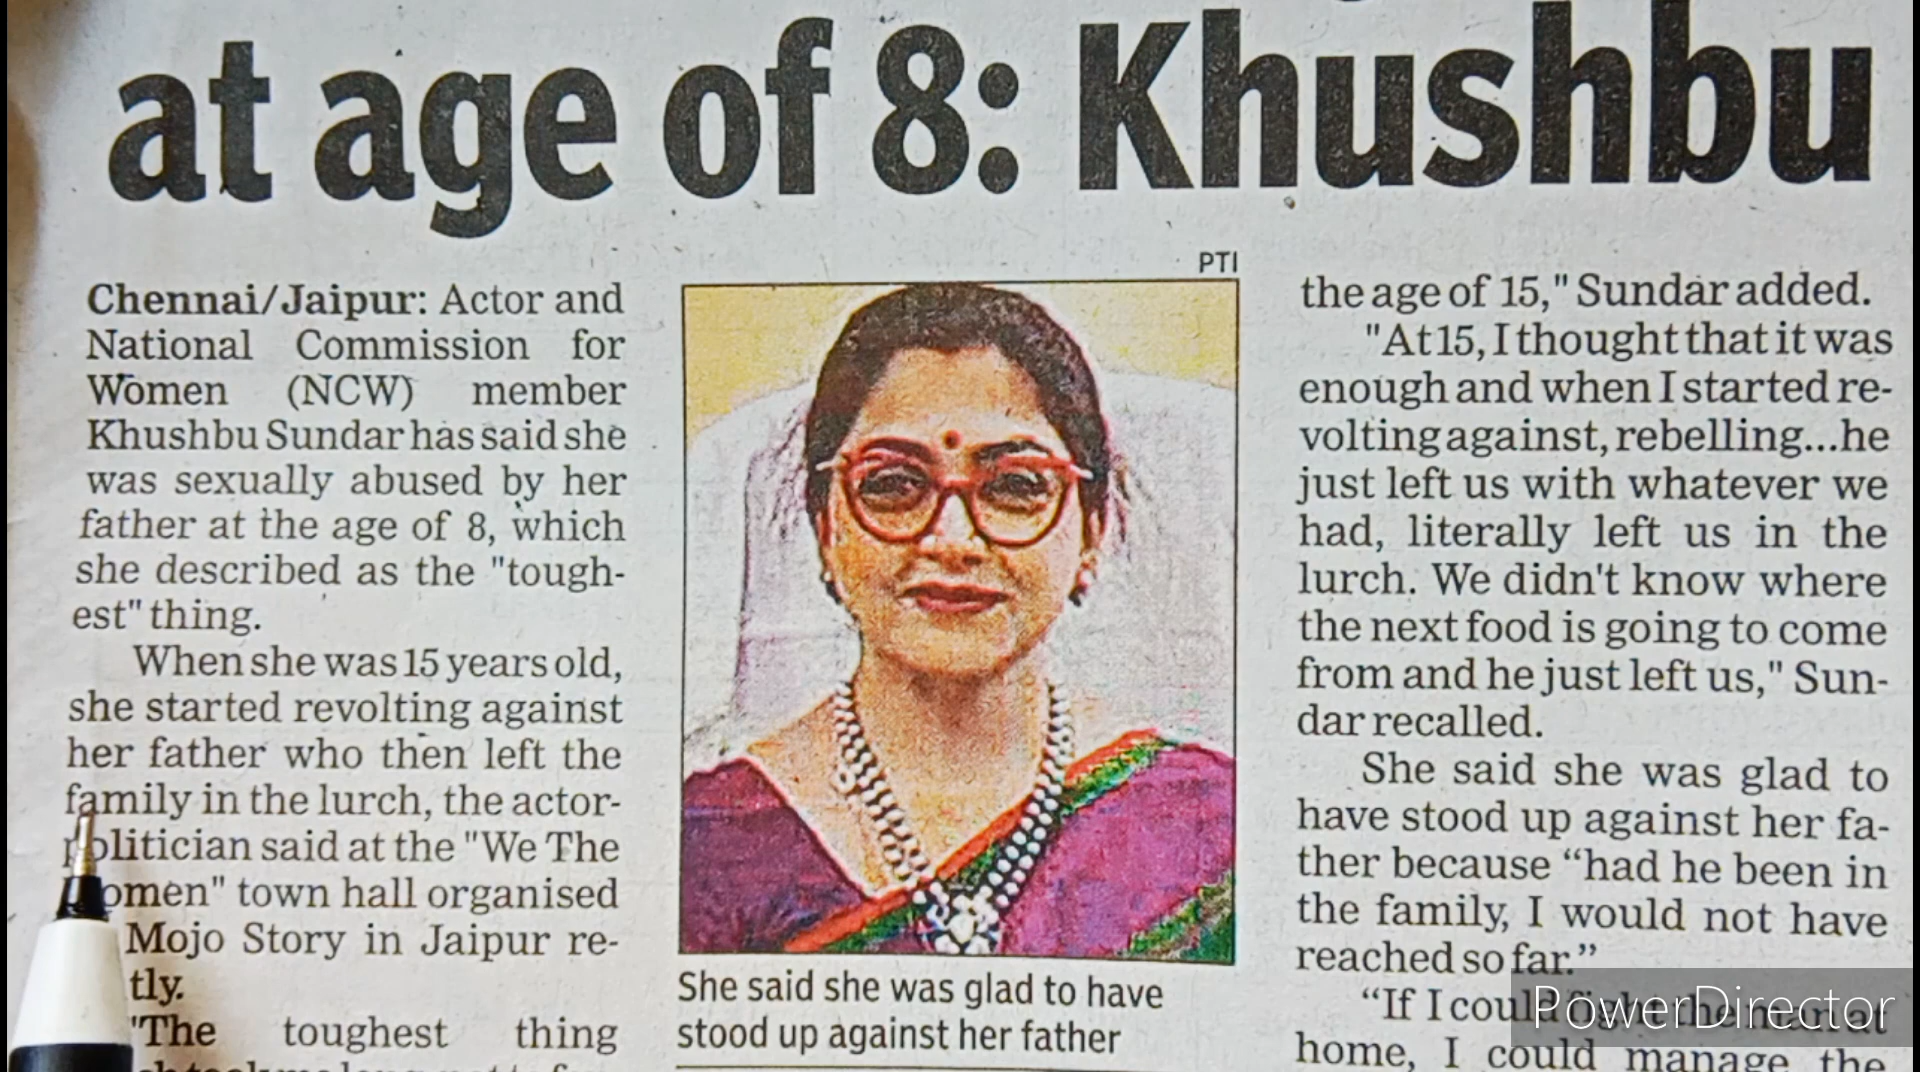 at age of 8: Khushbu
Chennai/Jaipur: Actor and
National Commission for
Women (NCW) member
Khushbu Sundar has said she
was sexually abused by her
father at the age of 8, which
she described as the "tough-
est" thing.
When she was 15 years old,
she started revolting against
her father who then left the
family in the lurch, the actor-
politician said at the "We The
omen" town hall organised
Mojo Story in Jaipur re-
tly.
"The toughest thing
PTI
She said she was glad to have
stood up against her father
the age of 15," Sundar added.
"At 15, I thought that it was
enough and when I started re-
volting against, rebelling...he
just left us with whatever we
had, literally left us in the
lurch. We didn't know where
the next food is going to come
from and he just left us," Sun-
dar recalled.
She said she was glad to
have stood up against her fa-
ther because “had he been in
the family, I would not have
reached so far.”
“If I could fight the man at
home, I could manage the
PowerDirector